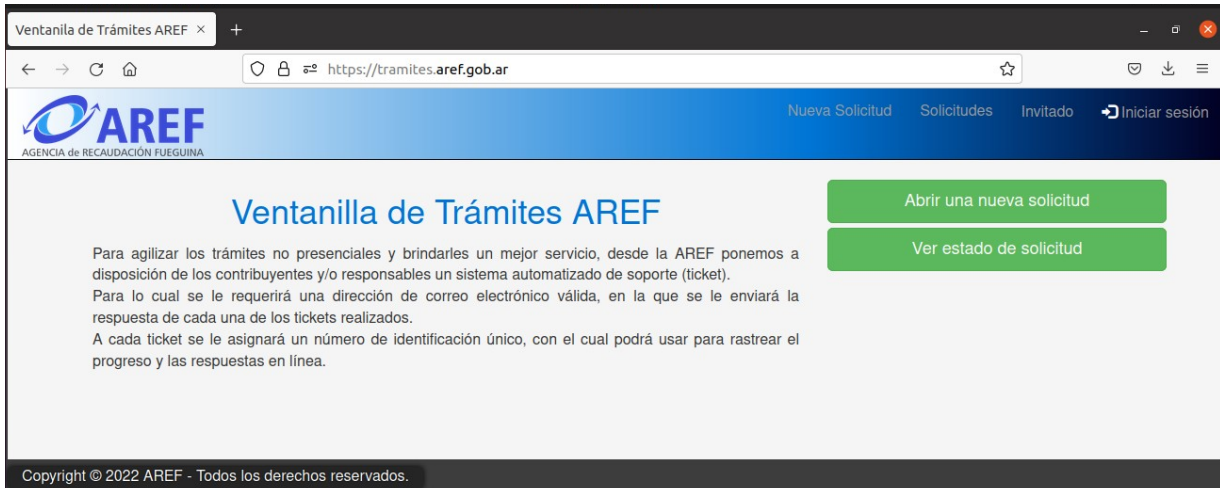 Ventanila de Trámites AREF
https://tramites.aref.gob.ar
AREF
AGENCIA de RECAUDACIÓN FUEGUINA
Nueva Solicitud Solicitudes Invitado Iniciar sesión
Ventanilla de Trámites AREF
Para agilizar los trámites no presenciales y brindarles un mejor servicio, desde la AREF ponemos a
disposición de los contribuyentes y/o responsables un sistema automatizado de soporte (ticket).
Para lo cual se le requerirá una dirección de correo electrónico válida, en la que se le enviará la
respuesta de cada una de los tickets realizados.
A cada ticket se le asignará un número de identificación único, con el cual podrá usar para rastrear el
progreso y las respuestas en línea.
Abrir una nueva solicitud
Ver estado de solicitud
Copyright © 2022 AREF - Todos los derechos reservados.